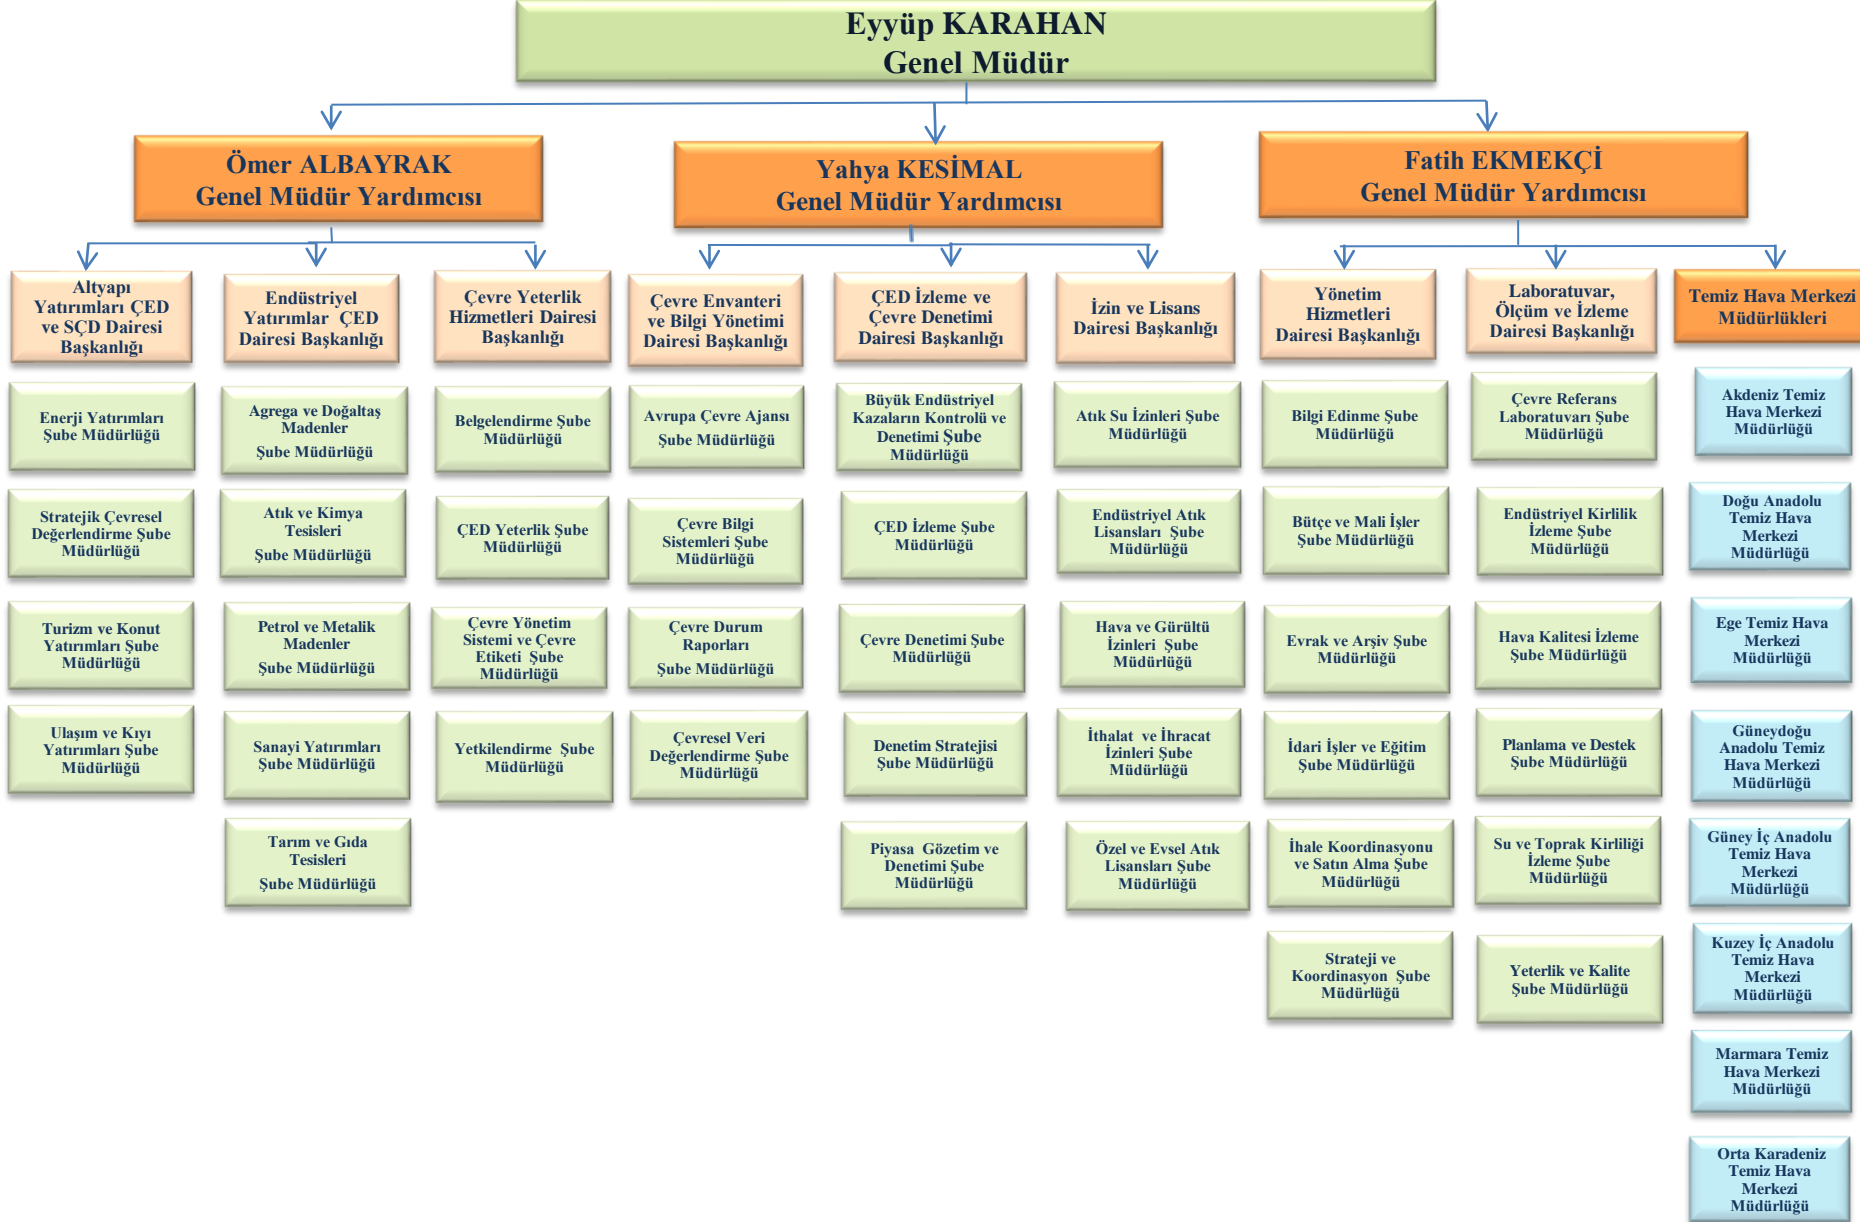 Eyyüp KARAHAN
Genel Müdür
Ömer ALBAYRAK
Genel Müdür Yardımcısı
Yahya KESİMAL
Genel Müdür Yardımcısı
Fatih EKMEKÇİ
Genel Müdür Yardımcısı
Altyapı
Yatırımları ÇED
ve SÇD Dairesi
Başkanlığı
Endüstriyel
Yatırımlar ÇED
Dairesi Başkanlığı
Çevre Yeterlik
Hizmetleri Dairesi
Başkanlığı
Çevre Envanteri
ve Bilgi Yönetimi
Dairesi Başkanlığı
ÇED İzleme ve
Çevre Denetimi
Dairesi Başkanlığı
İzin ve Lisans
Dairesi Başkanlığı
Yönetim
Hizmetleri
Dairesi Başkanlığı
Laboratuvar,
Ölçüm ve İzleme
Dairesi Başkanlığı
Temiz Hava Merkezi
Müdürlükleri
Enerji Yatırımları
Şube Müdürlüğü
Agrega ve Doğaltaş
Madenler
Şube Müdürlüğü
Belgelendirme Şube
Müdürlüğü
Avrupa Çevre Ajansı
Şube Müdürlüğü
Büyük Endüstriyel
Kazaların Kontrolü ve
Denetimi Şube
Müdürlüğü
Atık Su İzinleri Şube
Müdürlüğü
Bilgi Edinme Şube
Müdürlüğü
Çevre Referans
Laboratuvarı Şube
Müdürlüğü
Akdeniz Temiz
Hava Merkezi
Müdürlüğü
Stratejik Çevresel
Değerlendirme Şube
Müdürlüğü
Atık ve Kimya
Tesisleri
Şube Müdürlüğü
ÇED Yeterlik Şube
Müdürlüğü
Çevre Bilgi
Sistemleri Şube
Müdürlüğü
ÇED İzleme Şube
Müdürlüğü
Endüstriyel Atık
Lisansları Şube
Müdürlüğü
Bütçe ve Mali İşler
Şube Müdürlüğü
Endüstriyel Kirlilik
İzleme Şube
Müdürlüğü
Doğu Anadolu
Temiz Hava
Merkezi
Müdürlüğü
Turizm ve Konut
Yatırımları Şube
Müdürlüğü
Petrol ve Metalik
Madenler
Şube Müdürlüğü
Çevre Yönetim
Sistemi ve Çevre
Etiketi Şube
Müdürlüğü
Çevre Durum
Raporları
Şube Müdürlüğü
Çevre Denetimi Şube
Müdürlüğü
Hava ve Gürültü
İzinleri Şube
Müdürlüğü
Evrak ve Arşiv Şube
Müdürlüğü
Hava Kalitesi İzleme
Şube Müdürlüğü
Ege Temiz Hava
Merkezi
Müdürlüğü
Ulaşım ve Kıyı
Yatırımları Şube
Müdürlüğü
Sanayi Yatırımları
Şube Müdürlüğü
Yetkilendirme Şube
Müdürlüğü
Çevresel Veri
Değerlendirme Şube
Müdürlüğü
Denetim Stratejisi
Şube Müdürlüğü
İthalat ve İhracat
İzinleri Şube
Müdürlüğü
İdari İşler ve Eğitim
Şube Müdürlüğü
Planlama ve Destek
Şube Müdürlüğü
Güneydoğu
Anadolu Temiz
Hava Merkezi
Müdürlüğü
Tarım ve Gıda
Tesisleri
Şube Müdürlüğü
Piyasa Gözetim ve
Denetimi Şube
Müdürlüğü
Özel ve Evsel Atık
Lisansları Şube
Müdürlüğü
İhale Koordinasyonu
ve Satın Alma Şube
Müdürlüğü
Su ve Toprak Kirliliği
İzleme Şube
Müdürlüğü
Güney İç Anadolu
Temiz Hava
Merkezi
Müdürlüğü
Strateji ve
Koordinasyon Şube
Müdürlüğü
Yeterlik ve Kalite
Şube Müdürlüğü
Kuzey İç Anadolu
Temiz Hava
Merkezi
Müdürlüğü
Marmara Temiz
Hava Merkezi
Müdürlüğü
Orta Karadeniz
Temiz Hava
Merkezi
Müdürlüğü